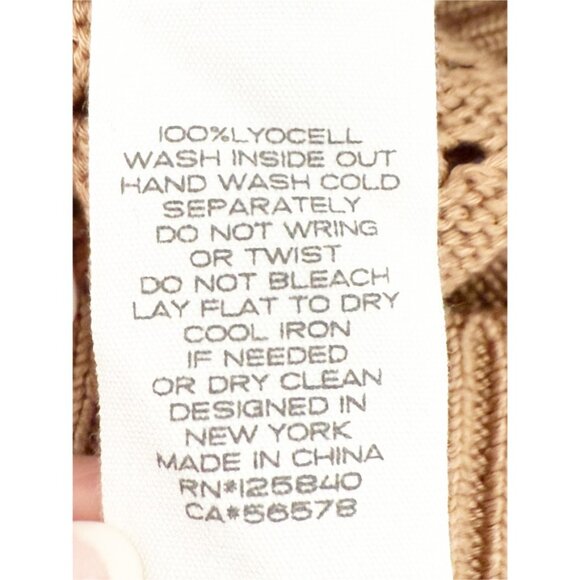 100%LYOCELL
WASH INSIDE OUT
HAND WASH COLD
SEPARATELY
DO NOT WRING
OR TWIST
DO NOT BLEACH
LAY FLAT TO DRY
COOL IRON
IF NEEDED
OR DRY CLEAN
DESIGNED IN
NEW YORK
MADE IN CHINA
RN#125840
CA#56578